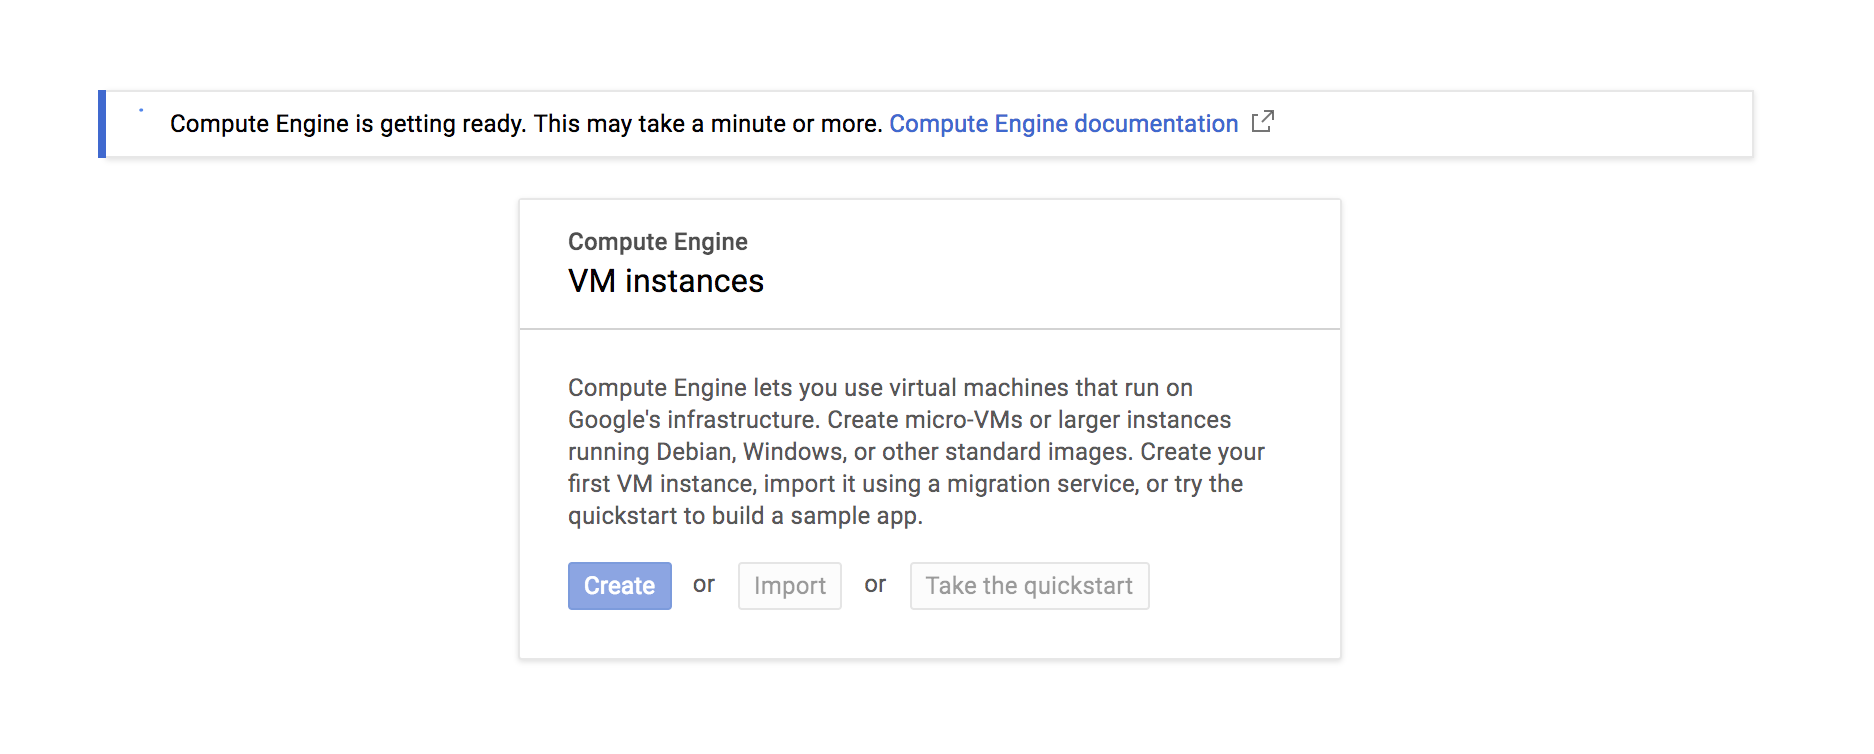 Compute Engine is getting ready. This may take a minute or more. Compute Engine documentation
Compute Engine
VM instances
Compute Engine lets you use virtual machines that run on
Google's infrastructure. Create micro-VMs or larger instances
running Debian, Windows, or other standard images. Create your
first VM instance, import it using a migration service, or try the
quickstart to build a sample app.
Create or Import or Take the quickstart